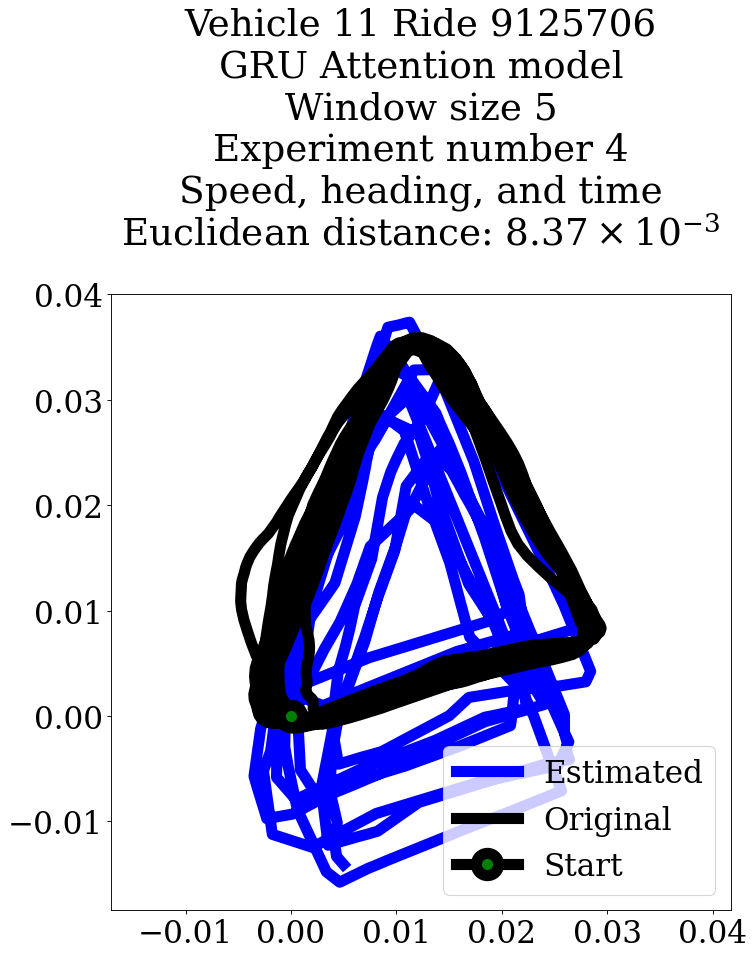 Vehicle 11 Ride 9125706
GRU Attention model
Window size 5
Experiment number 4
Speed, heading, and time
Euclidean distance: 8.37 × 10⁻³
0.04
0.03
0.02
0.01
0.00
−0.01
Estimated
Original
Start
−0.01 0.00 0.01 0.02 0.03 0.04